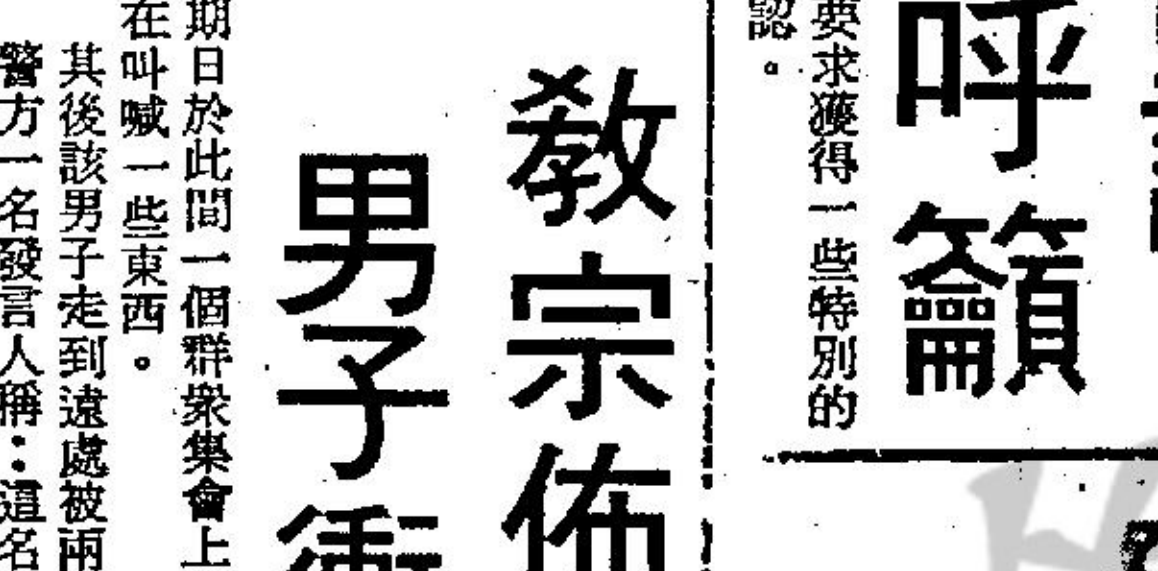 呼籲
要求獲得一些特別的
認。
教宗佈
男子衝
期日於此間一個群衆集會上
在叫喊一些東西。
其後該男子走到遠處被兩
警方一名發言人稱：這名